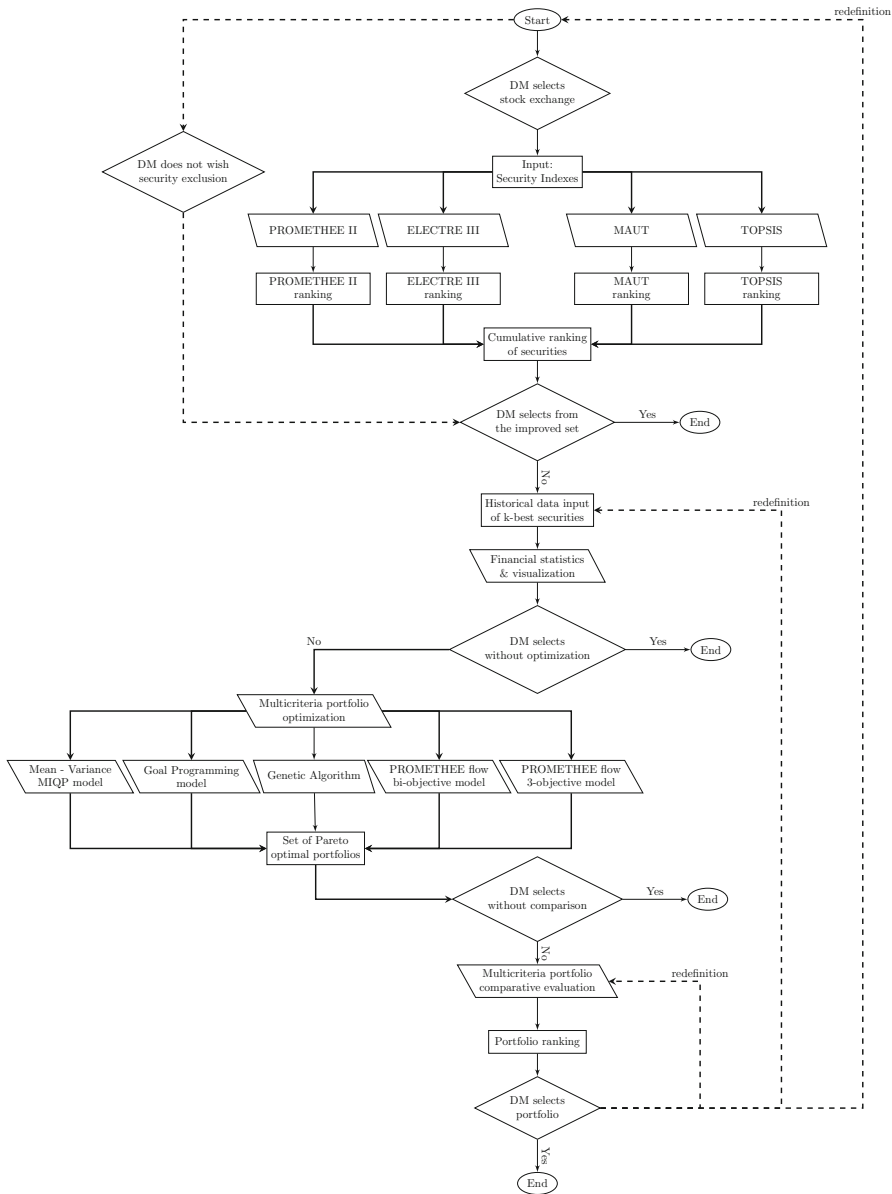 redefinition
Start
DM selects
stock exchange
DM does not wish
security exclusion
Input:
Security Indexes
PROMETHEE II
ELECTRE III
MAUT
TOPSIS
PROMETHEE II
ranking
ELECTRE III
ranking
MAUT
ranking
TOPSIS
ranking
Cumulative ranking
of securities
DM selects from
the improved set
Yes
End
No
Historical data input
of k-best securities
redefinition
Financial statistics
& visualization
DM selects
without optimization
No
Yes
End
Multicriteria portfolio
optimization
Mean - Variance
MIQP model
Goal Programming
model
Genetic Algorithm
PROMETHEE flow
bi-objective model
PROMETHEE flow
3-objective model
Set of Pareto
optimal portfolios
DM selects
without comparison
Yes
End
No
Multicriteria portfolio
comparative evaluation
redefinition
Portfolio ranking
DM selects
portfolio
Yes
End